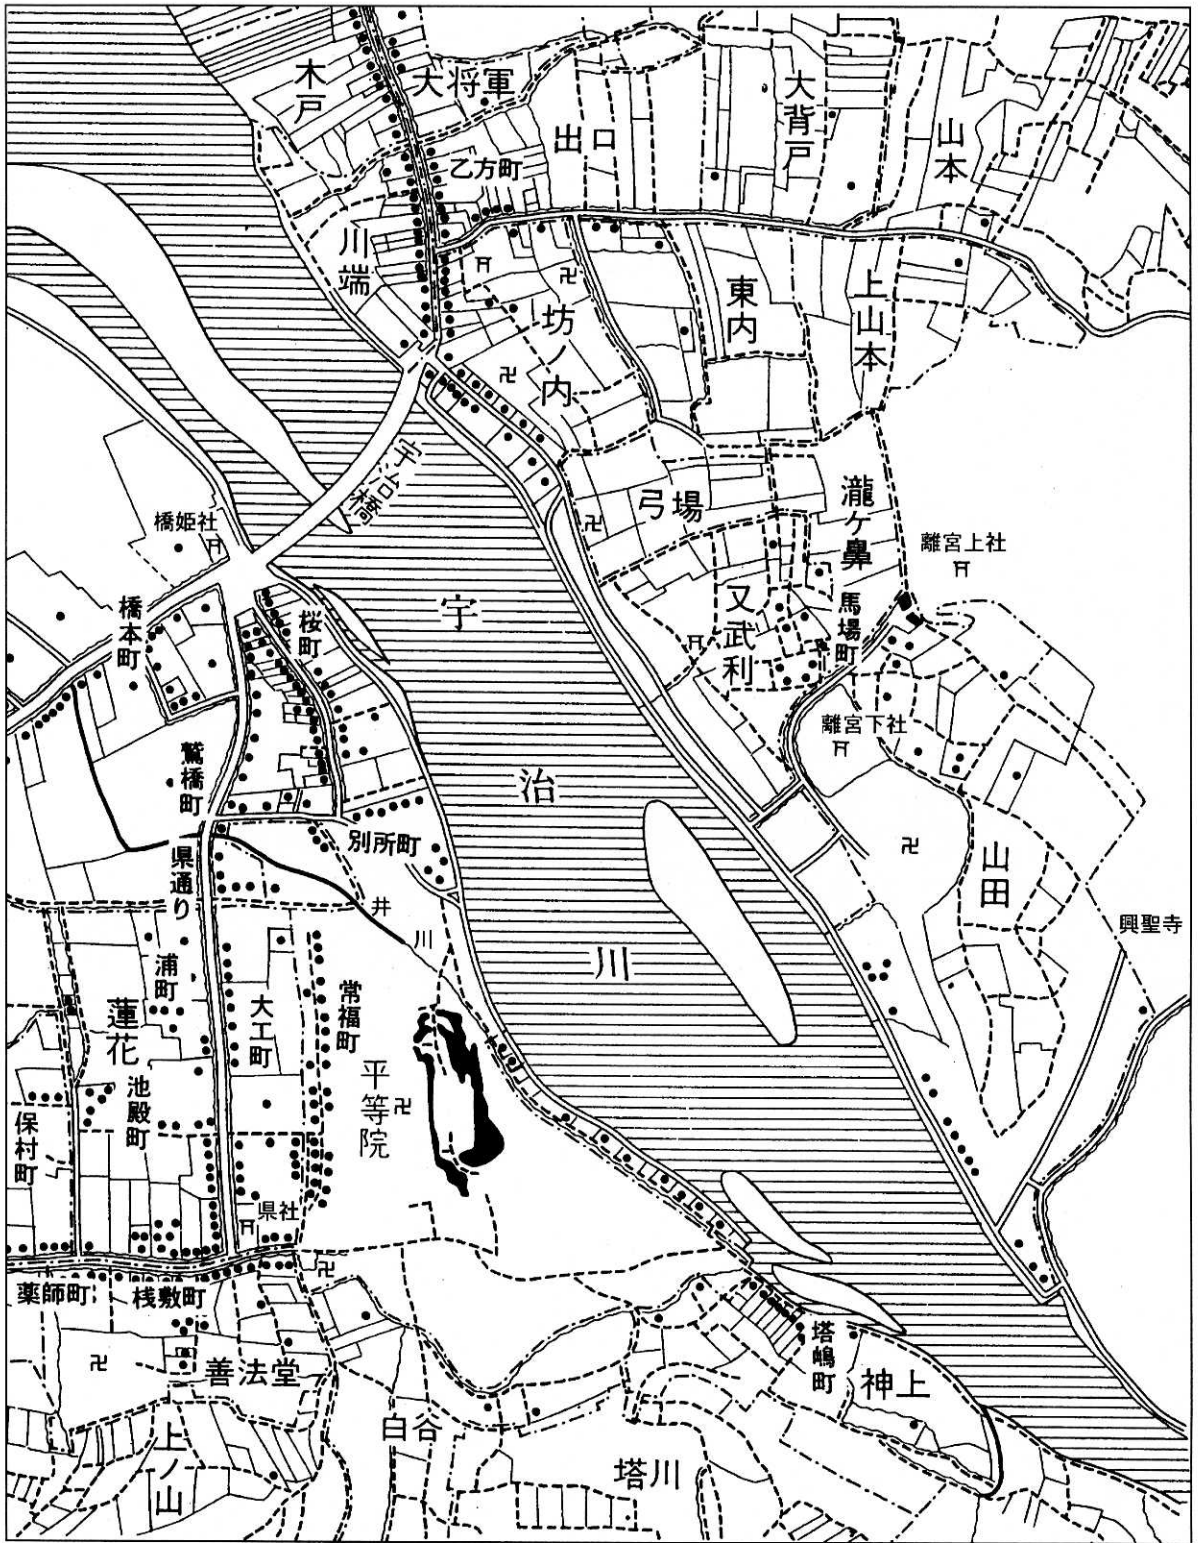 木戸
大将軍
出口
大背戸
山本
乙方町
川端
坊ノ内
東内
上山本
宇治橋
弓場
瀧ヶ鼻
離宮上社
橋姫社
橋本町
桜町
宇治川
又武利
馬場町
離宮下社
鷺橋町
県通り
別所町
井川
山田
興聖寺
浦町
蓮花
大工町
常福町
池殿町
平等院
保村町
県社
薬師町
桟敷町
善法堂
塔嶋町
神上
白谷
上ノ山
塔川